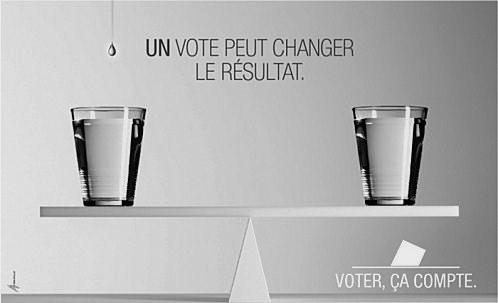 UN VOTE PEUT CHANGER
LE RÉSULTAT.
VOTER, ÇA COMPTE.